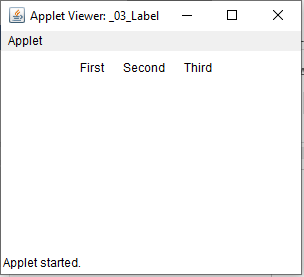 Applet Viewer: _03_Label
Applet
First Second Third
Applet started.